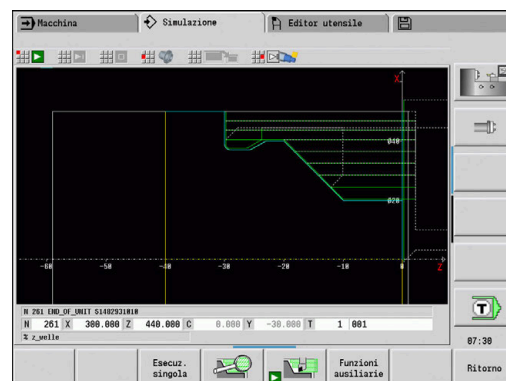 Macchina
Simulazione
Editor utensile
X
Ø40
Ø20
-60 -50 -40 -30 -20 -10 0 Z
N 261 END_OF_UNIT S1482931010
N 261 X 300.000 Z 440.000 C 0.000 Y -30.000 T 1 001
% z_welle
T
07:30
Esecuz. singola
Funzioni ausiliarie
Ritorno